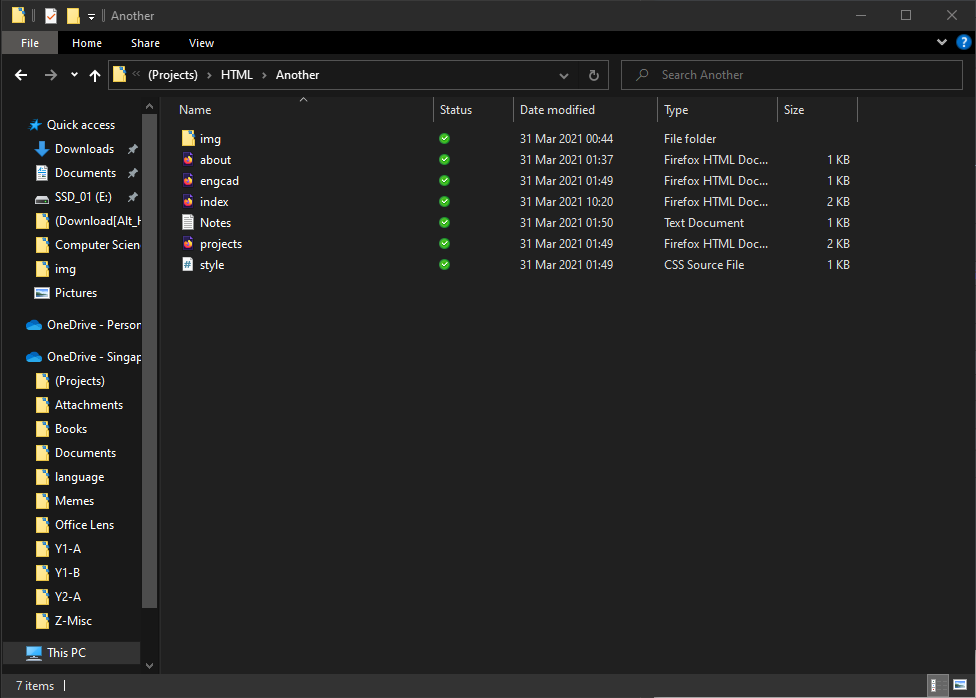 Another
File Home Share View
(Projects) HTML Another
Search Another
Name Status Date modified Type Size
img 31 Mar 2021 00:44 File folder
about 31 Mar 2021 01:37 Firefox HTML Doc... 1 KB
engcad 31 Mar 2021 01:49 Firefox HTML Doc... 1 KB
index 31 Mar 2021 10:20 Firefox HTML Doc... 2 KB
Notes 31 Mar 2021 01:50 Text Document 1 KB
projects 31 Mar 2021 01:49 Firefox HTML Doc... 2 KB
style 31 Mar 2021 01:49 CSS Source File 1 KB
Quick access
Downloads
Documents
SSD_01 (E:)
(Download[Alt_H
Computer Scien
img
Pictures
OneDrive - Person
OneDrive - Singap
(Projects)
Attachments
Books
Documents
language
Memes
Office Lens
Y1-A
Y1-B
Y2-A
Z-Misc
This PC
7 items